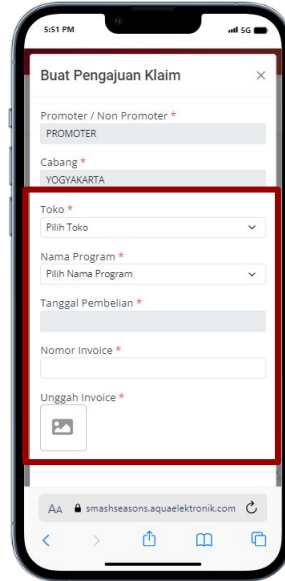 5:51 PM
5G
Buat Pengajuan Klaim ×
Promoter / Non Promoter *
PROMOTER
Cabang *
YOGYAKARTA
Toko *
Pilih Toko
Nama Program *
Pilih Nama Program
Tanggal Pembelian *
Nomor Invoice *
Unggah Invoice *
AA smashseasons.aquaelektronik.com